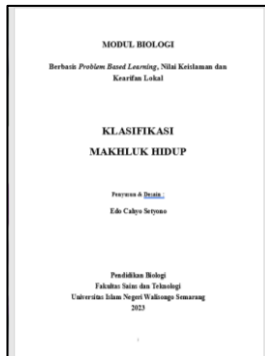 MODUL BIOLOGI
Berbasis Problem Based Learning, Nilai Keislaman dan
Kearifan Lokal
KLASIFIKASI
MAKHLUK HIDUP
Penyusun & Desain :
Edo Cahyo Setyono
Pendidikan Biologi
Fakultas Sains dan Teknologi
Universitas Islam Negeri Walisongo Semarang
2023